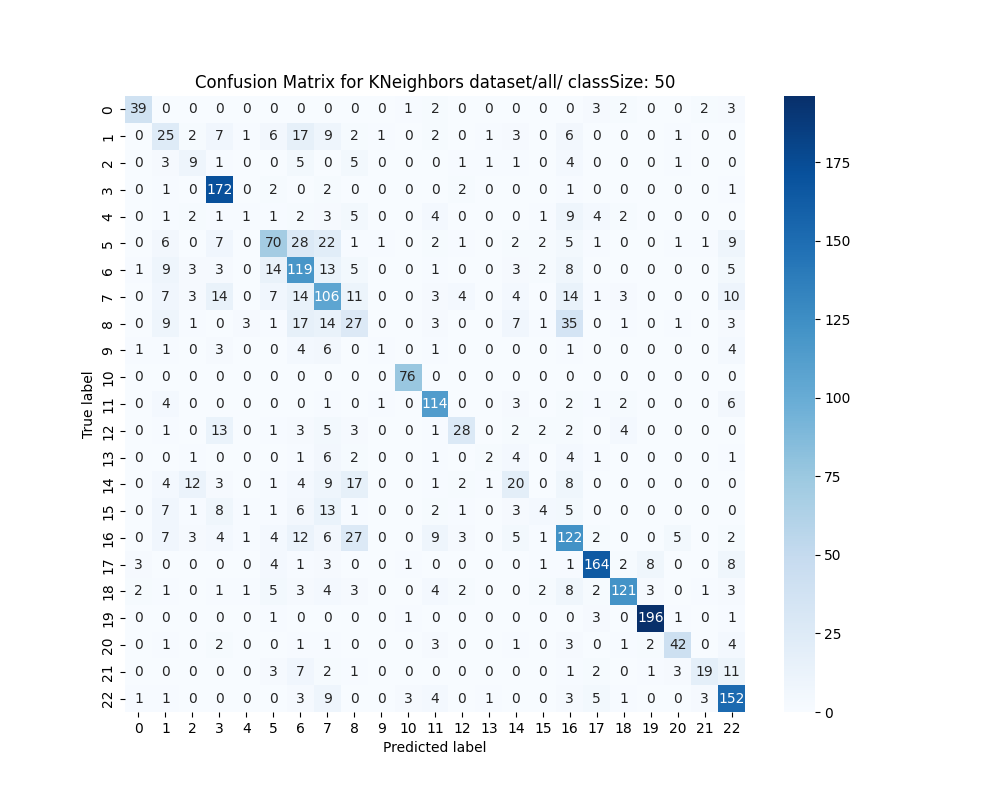 Confusion Matrix for KNeighbors dataset/all/ classSize: 50
0 39 0 0 0 0 0 0 0 0 0 1 2 0 0 0 0 0 3 2 0 0 2 3
1 0 25 2 7 1 6 17 9 2 1 0 2 0 1 3 0 6 0 0 0 1 0 0
2 0 3 9 1 0 0 5 0 5 0 0 0 1 1 1 0 4 0 0 0 1 0 0
3 0 1 0 172 0 2 0 2 0 0 0 0 2 0 0 0 1 0 0 0 0 0 1
4 0 1 2 1 1 1 2 3 5 0 0 4 0 0 0 1 9 4 2 0 0 0 0
5 0 6 0 7 0 70 28 22 1 1 0 2 1 0 2 2 5 1 0 0 1 1 9
6 1 9 3 3 0 14 119 13 5 0 0 1 0 0 3 2 8 0 0 0 0 0 5
7 0 7 3 14 0 7 14 106 11 0 0 3 4 0 4 0 14 1 3 0 0 0 10
8 0 9 1 0 3 1 17 14 27 0 0 3 0 0 7 1 35 0 1 0 1 0 3
9 1 1 0 3 0 0 4 6 0 1 0 1 0 0 0 0 1 0 0 0 0 0 4
10 0 0 0 0 0 0 0 0 0 0 76 0 0 0 0 0 0 0 0 0 0 0 0
11 0 4 0 0 0 0 0 1 0 1 0 114 0 0 3 0 2 1 2 0 0 0 6
12 0 1 0 13 0 1 3 5 3 0 0 1 28 0 2 2 2 0 4 0 0 0 0
13 0 0 1 0 0 0 1 6 2 0 0 1 0 2 4 0 4 1 0 0 0 0 1
14 0 4 12 3 0 1 4 9 17 0 0 1 2 1 20 0 8 0 0 0 0 0 0
15 0 7 1 8 1 1 6 13 1 0 0 2 1 0 3 4 5 0 0 0 0 0 0
16 0 7 3 4 1 4 12 6 27 0 0 9 3 0 5 1 122 2 0 0 5 0 2
17 3 0 0 0 0 4 1 3 0 0 1 0 0 0 0 1 1 164 2 8 0 0 8
18 2 1 0 1 1 5 3 4 3 0 0 4 2 0 0 2 8 2 121 3 0 1 3
19 0 0 0 0 0 1 0 0 0 0 1 0 0 0 0 0 0 3 0 196 1 0 1
20 0 1 0 2 0 0 1 1 0 0 0 3 0 0 1 0 3 0 1 2 42 0 4
21 0 0 0 0 0 3 7 2 1 0 0 0 0 0 0 0 1 2 0 1 3 19 11
22 1 1 0 0 0 0 3 9 0 0 3 4 0 1 0 0 3 5 1 0 0 3 152
0 1 2 3 4 5 6 7 8 9 10 11 12 13 14 15 16 17 18 19 20 21 22
Predicted label
True label
175
150
125
100
75
50
25
0